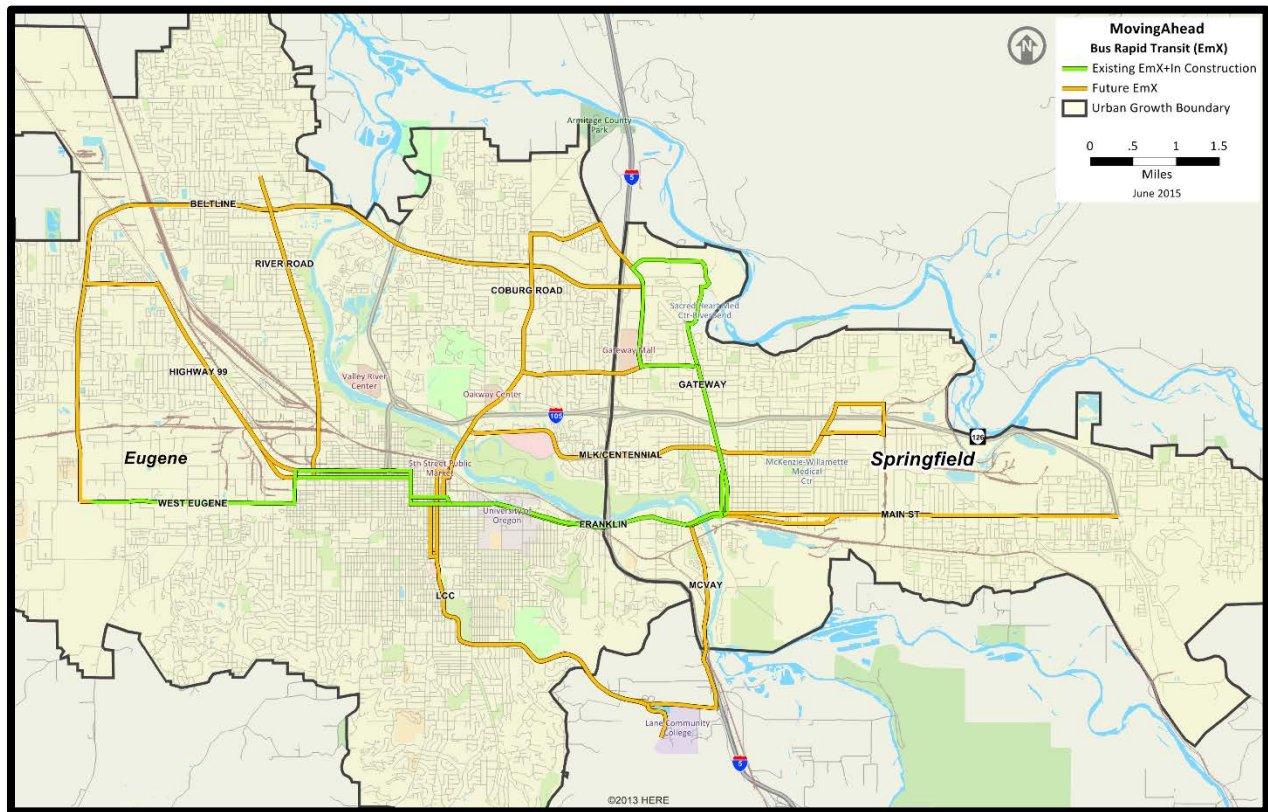 MovingAhead
Bus Rapid Transit (EmX)
Existing EmX+In Construction
Future EmX
Urban Growth Boundary
0 .5 1 1.5
Miles
June 2015
N
Armitage County
Park
5
BELTLINE
RIVER ROAD
COBURG ROAD
Sacred Heart Med
Ctr-Riverbend
Gateway Mall
HIGHWAY 99
Valley River
Center
GATEWAY
Oakway Center
105
126
Eugene
5th Street Public
Market
MLK/CENTENNIAL
McKenzie-Willamette
Medical
Ctr
Springfield
WEST EUGENE
University of
Oregon
FRANKLIN
MAIN ST
LCC
MCVAY
Lane Community
College
5
©2013 HERE